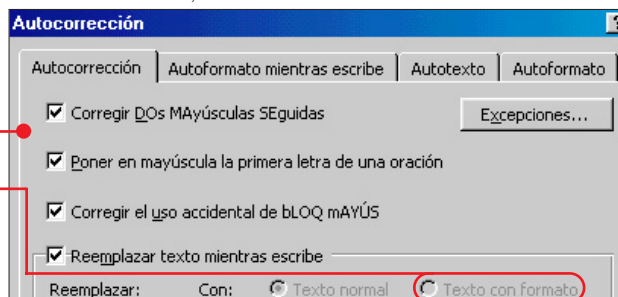 Autocorrección ?
Autocorrección Autoformato mientras escribe Autotexto Autoformato
Corregir DOs MAyúsculas SEguidas Excepciones...
Poner en mayúscula la primera letra de una oración
Corregir el uso accidental de bLOQ mAYÚS
Reemplazar texto mientras escribe
Reemplazar: Con: Texto normal Texto con formato